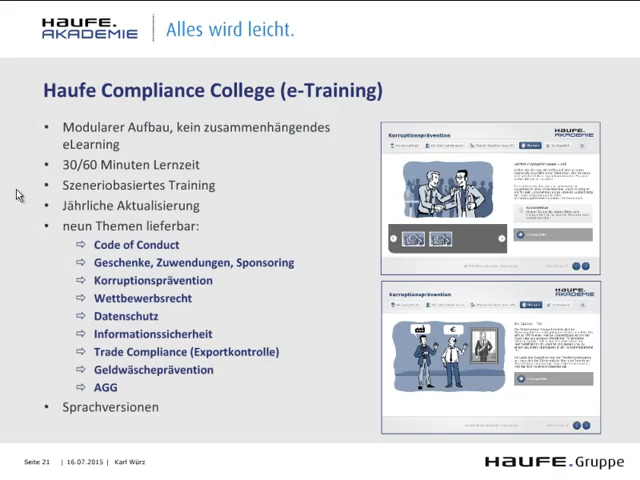 HAUFE.
AKADEMIE
Alles wird leicht.
Haufe Compliance College (e-Training)
• Modularer Aufbau, kein zusammenhängendes
eLearning
• 30/60 Minuten Lernzeit
• Szeneriobasiertes Training
• Jährliche Aktualisierung
• neun Themen lieferbar:
⇨ Code of Conduct
⇨ Geschenke, Zuwendungen, Sponsoring
⇨ Korruptionsprävention
⇨ Wettbewerbsrecht
⇨ Datenschutz
⇨ Informationssicherheit
⇨ Trade Compliance (Exportkontrolle)
⇨ Geldwäscheprävention
⇨ AGG
• Sprachversionen
Korruptionsprävention
HAUFE.
AKADEMIE
Korruptionsprävention
HAUFE.
AKADEMIE
€
Seite 21 | 16.07.2015 | Karl Würz
HAUFE.Gruppe